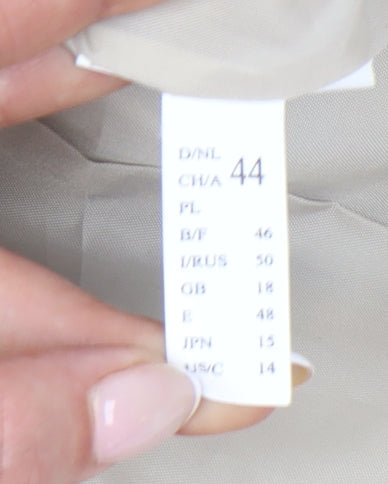 D/NL
CH/A 44
PL
B/F 46
I/RUS 50
GB 18
E 48
JPN 15
US/C 14